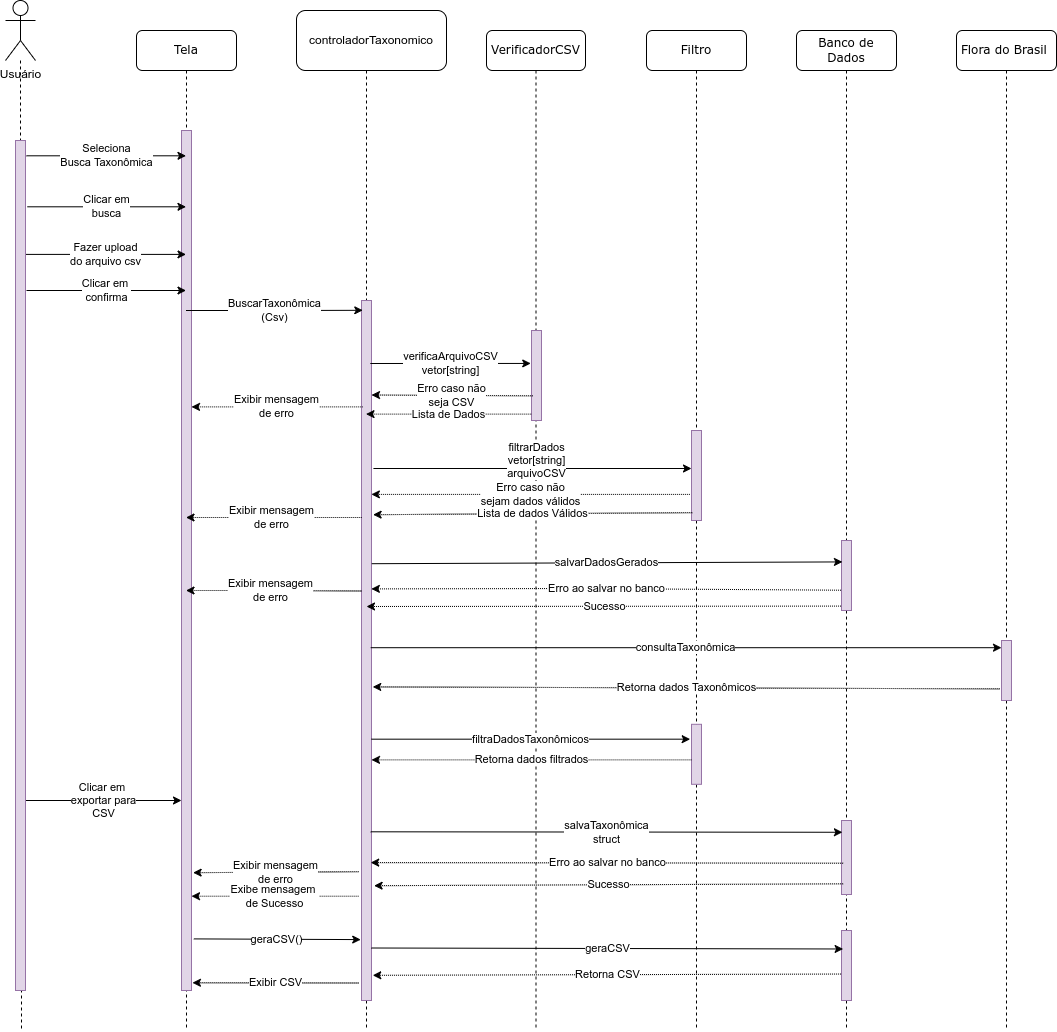 Usuário
Tela
controladorTaxonomico
VerificadorCSV
Filtro
Banco de
Dados
Flora do Brasil
Seleciona
Busca Taxonômica
Clicar em
busca
Fazer upload
do arquivo csv
Clicar em
confirma
BuscarTaxonômica
(Csv)
verificaArquivoCSV
vetor[string]
Erro caso não
seja CSV
Exibir mensagem
de erro
Lista de Dados
filtrarDados
vetor[string]
arquivoCSV
Erro caso não
sejam dados válidos
Exibir mensagem
de erro
Lista de dados Válidos
salvarDadosGerados
Exibir mensagem
de erro
Erro ao salvar no banco
Sucesso
consultaTaxonômica
Retorna dados Taxonômicos
filtraDadosTaxonômicos
Retorna dados filtrados
Clicar em
exportar para
CSV
salvaTaxonômica
struct
Erro ao salvar no banco
Exibir mensagem
de erro
Sucesso
Exibe mensagem
de Sucesso
geraCSV()
geraCSV
Retorna CSV
Exibir CSV